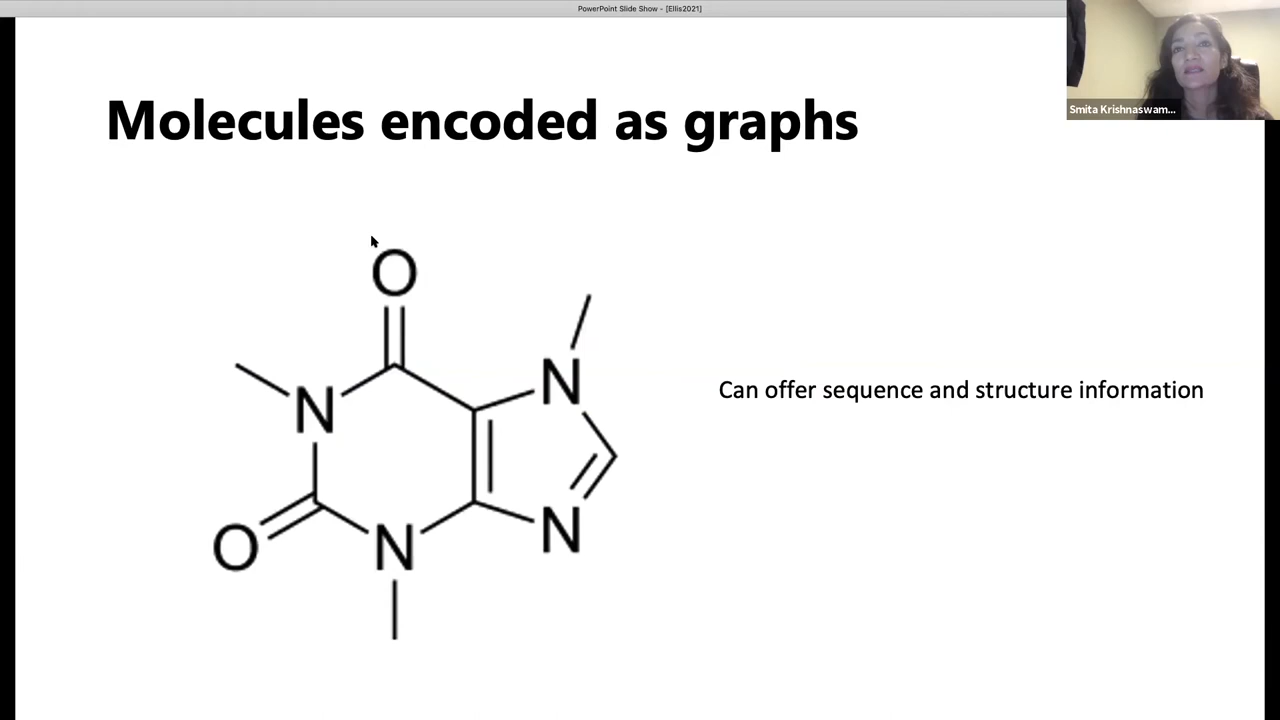 PowerPoint Slide Show - [Ellis2021]
Smita Krishnaswam...
Molecules encoded as graphs
O
N
N
O
N
N
Can offer sequence and structure information